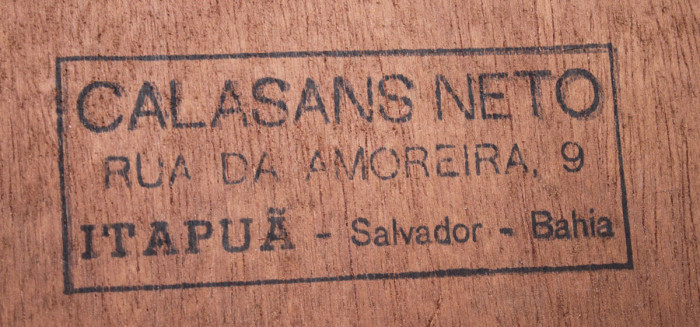 CALASANS NETO
RUA DA AMOREIRA, 9
ITAPUÃ - Salvador - Bahia